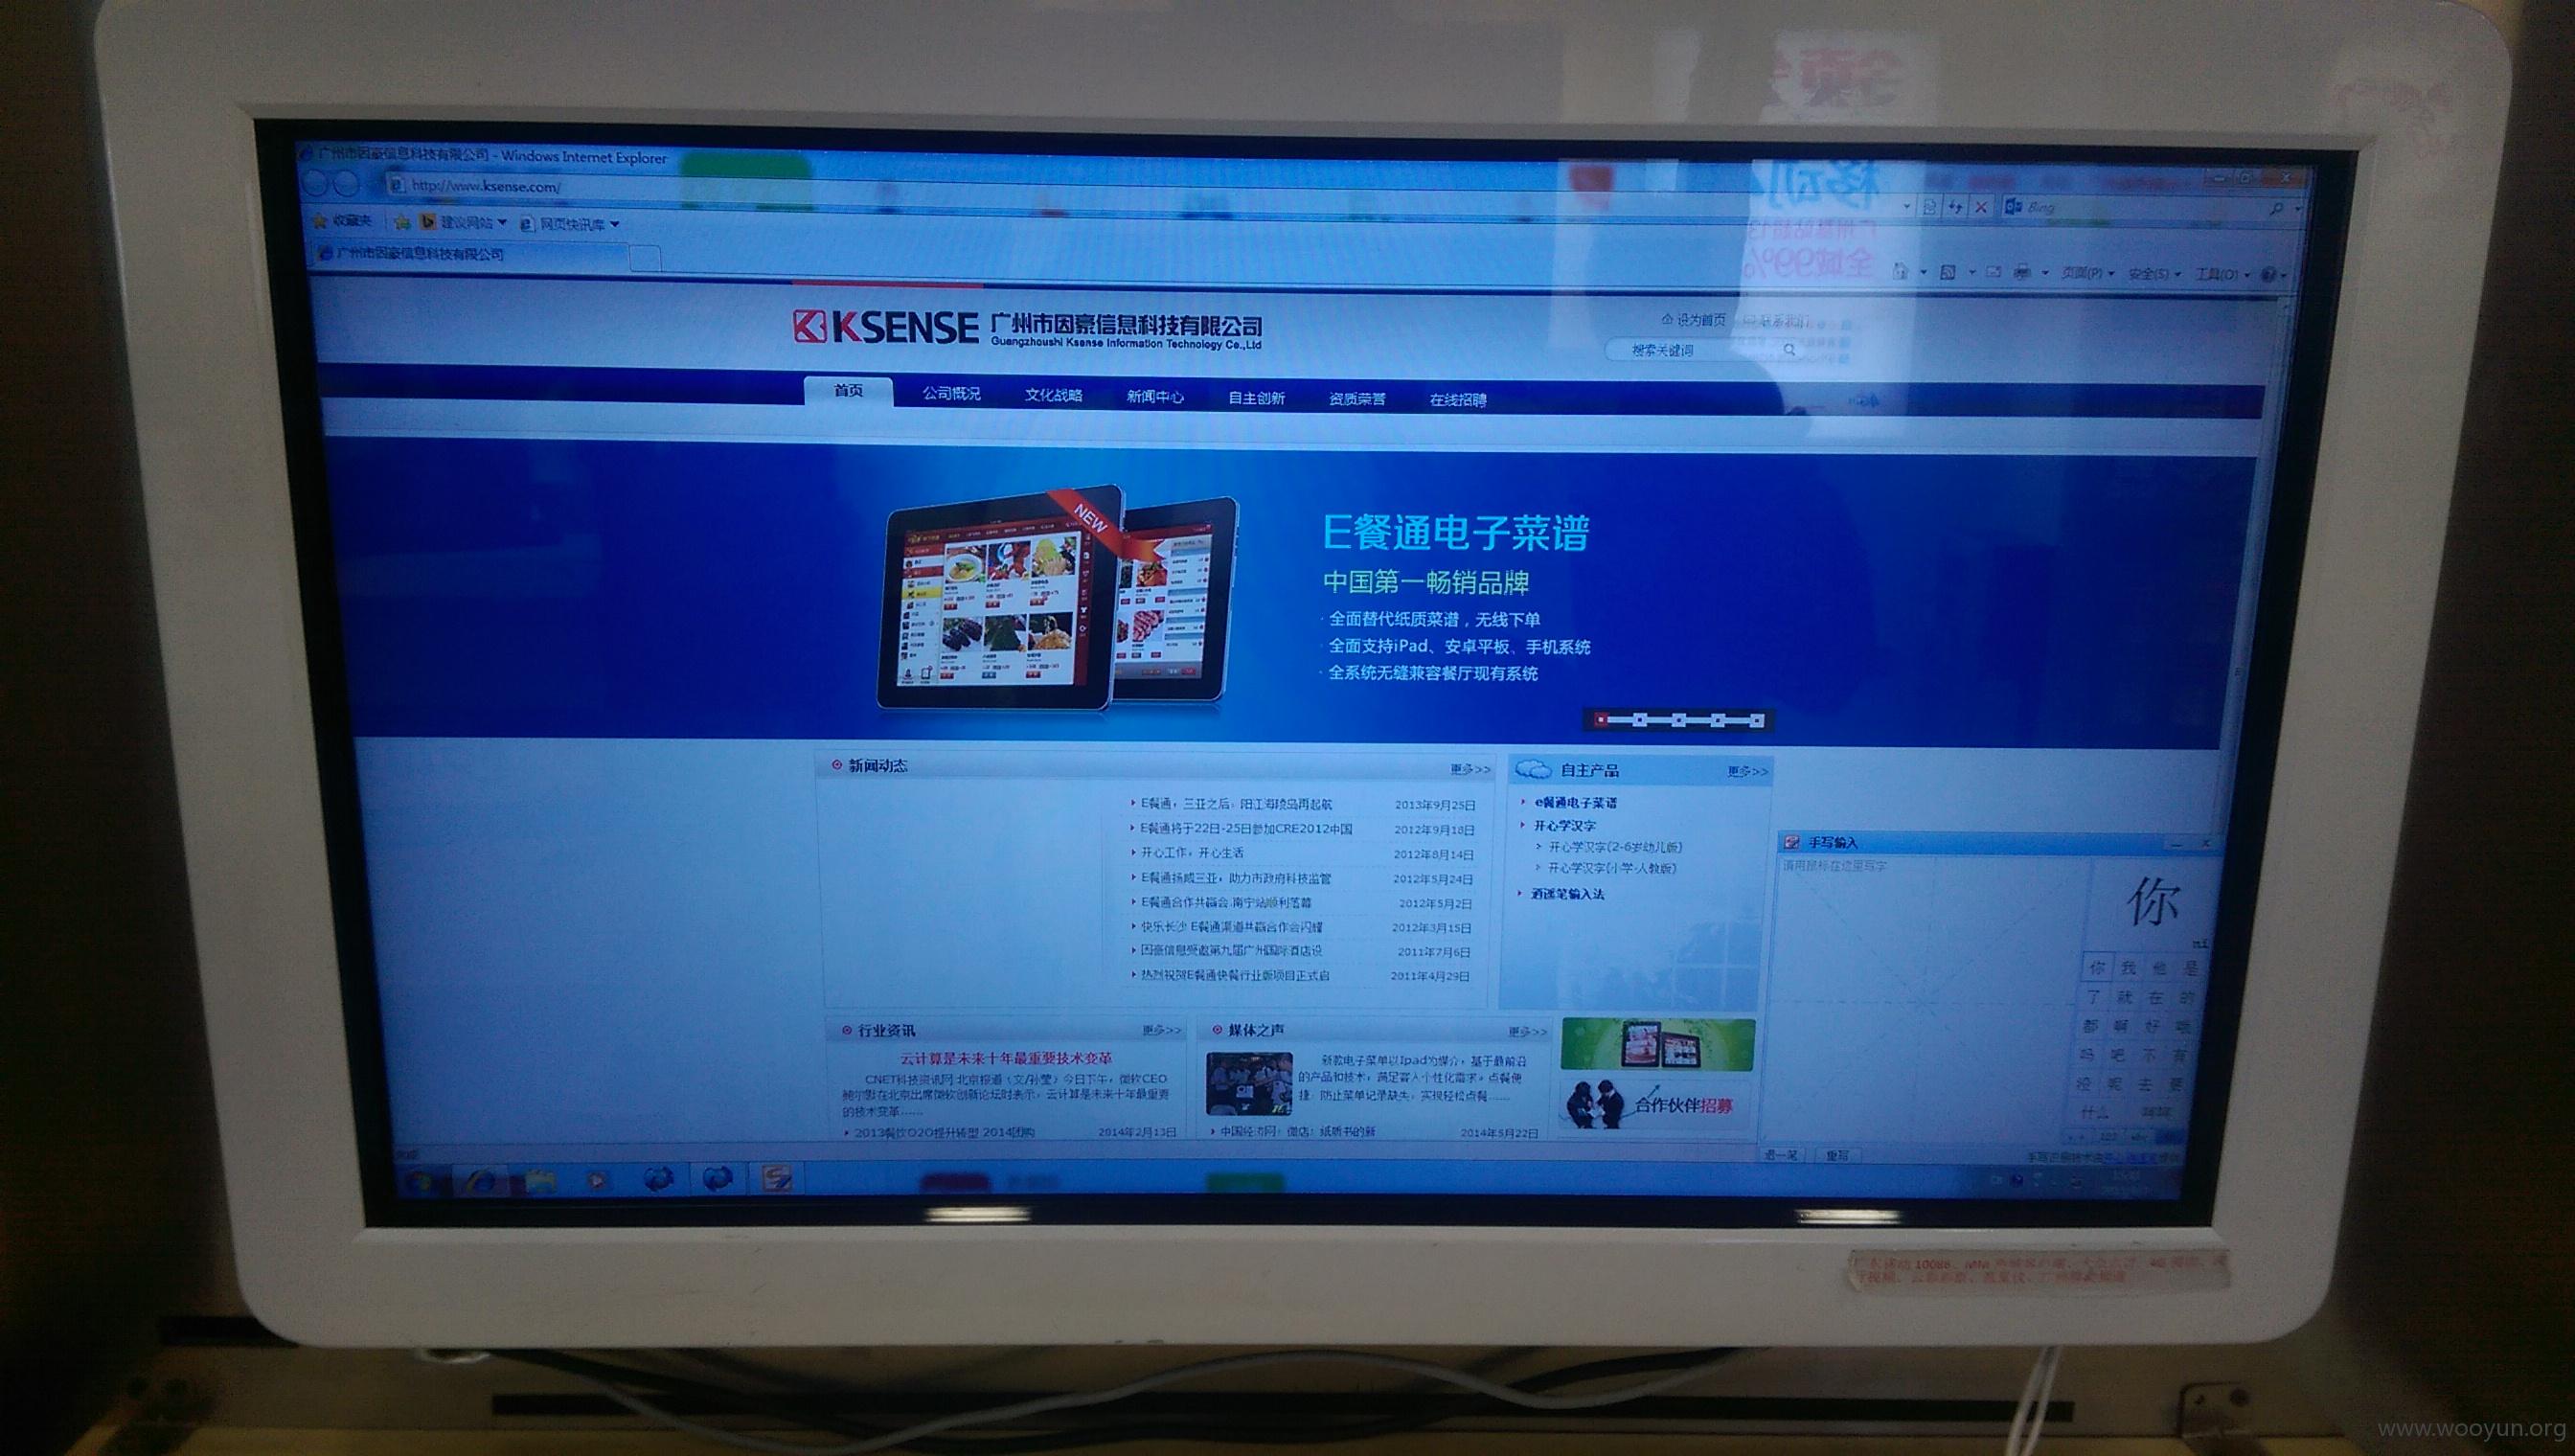 广州市因豪信息科技有限公司 - Windows Internet Explorer
http://www.ksense.com/
Bing
收藏夹 建议网站 网页快讯库
广州市因豪信息科技有限公司
页面(P) 安全(S) 工具(O)
KSENSE 广州市因豪信息科技有限公司
Guangzhoushi Ksense Information Technology Co.,Ltd
设为首页 联系我们
搜索关键词
首页 公司概况 文化战略 新闻中心 自主创新 资质荣誉 在线招聘
NEW
E餐通电子菜谱
中国第一畅销品牌
· 全面替代纸质菜谱，无线下单
· 全面支持iPad、安卓平板、手机系统
· 全系统无缝兼容餐厅现有系统
新闻动态 更多>>
E餐通，三亚之后，阳江海陵岛再起航 2013年9月25日
E餐通将于22日-25日参加CRE2012中国 2012年9月18日
开心工作，开心生活 2012年8月14日
E餐通扬威三亚，助力市政府科技监管 2012年5月24日
E餐通合作共赢会.南宁站顺利落幕 2012年5月2日
快乐长沙 E餐通渠道共赢合作会闪耀 2012年3月15日
因豪信息受邀第九届广州国际酒店设 2011年7月6日
热烈祝贺E餐通快餐行业版项目正式启 2011年4月29日
自主产品 更多>>
e餐通电子菜谱
开心学汉字
> 开心学汉字(2-6岁幼儿版)
> 开心学汉字(小学·人教版)
逍遥笔输入法
手写输入
请用鼠标在这里写字
你
ni
你 我 他 是
了 就 在 的
都 啊 好 哦
吗 吧 不 有
没 呢 去 要
什么
退一笔 重写
行业资讯 更多>>
云计算是未来十年最重要技术变革
CNET科技资讯网 北京报道（文/孙莹）今日下午，微软CEO
鲍尔默在北京出席微软创新论坛时表示，云计算是未来十年最重要
的技术变革......
2013餐饮O2O提升转型 2014团购 2014年2月13日
媒体之声 更多>>
新款电子菜单以Ipad为媒介，基于最前沿
的产品和技术，满足客人个性化需求。点餐便
捷，防止菜单记录缺失，实现轻松点餐......
中国经济网：微店：纸质书的新 2014年5月22日
合作伙伴招募
www.wooyun.org